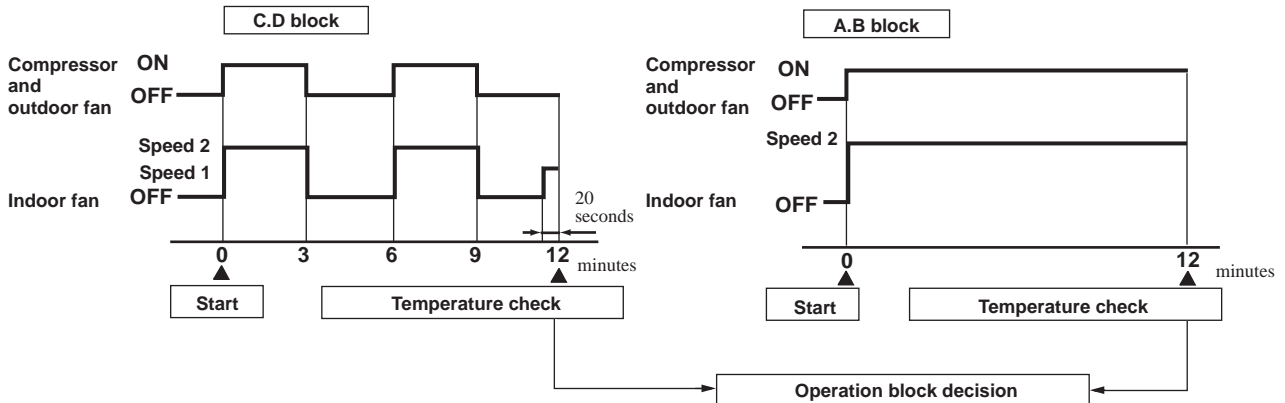 C.D block
Compressor
and
outdoor fan
ON
OFF
Speed 2
Speed 1
Indoor fan
OFF
20
seconds
0 3 6 9 12
minutes
Start
Temperature check
A.B block
Compressor
and
outdoor fan
ON
OFF
Speed 2
Indoor fan
OFF
0 12
minutes
Start
Temperature check
Operation block decision